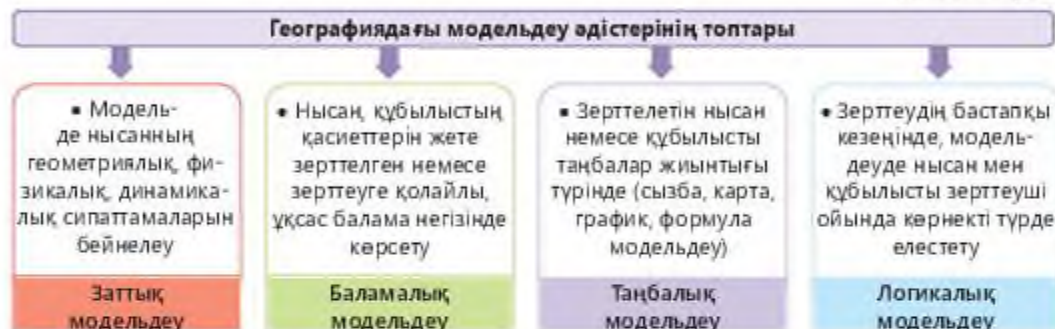 Географиядағы модельдеу әдістерінің топтары
▪ Модель-
де нысанның
геометриялық, фи-
зикалық, динамика-
лық сипаттамаларын
бейнелеу
Заттық
модельдеу
• Нысан, құбылыстың
қасиеттерін жете
зерттелген немесе
зерттеуге қолайлы,
ұқсас балама негізінде
көрсету
Баламалық
модельдеу
▪ Зерттелетін нысан
немесе құбылысты
таңбалар жиынтығы
түрінде (сызба, карта,
график, формула
модельдеу)
Таңбалық
модельдеу
• Зерттеудің бастапқы
кезеңінде, модель-
деуде нысан мен
құбылысты зерттеуші
ойында көрнекті түрде
елестету
Логикалық
модельдеу